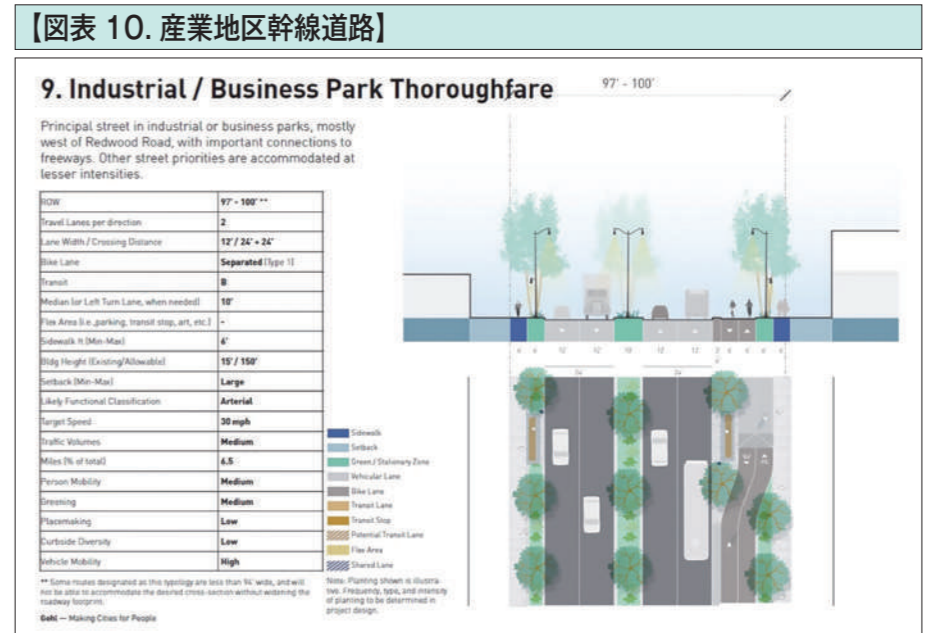 【図表 10. 産業地区幹線道路】
9. Industrial / Business Park Thoroughfare
97' - 100'
Principal street in industrial or business parks, mostly
west of Redwood Road, with important connections to
freeways. Other street priorities are accommodated at
lesser intensities.
ROW 97' - 100' **
Travel Lanes per direction 2
Lane Width / Crossing Distance 12' / 24' + 24'
Bike Lane Separated (Type 1)
Transit B
Median (or Left Turn Lane, when needed) 10'
Flex Area (i.e., parking, transit stop, art, etc.) -
Sidewalk ft (Min-Max) 6'
Bldg Height (Existing/Allowable) 15' / 150'
Setback (Min-Max) Large
Likely Functional Classification Arterial
Target Speed 30 mph
Traffic Volumes Medium
Miles (% of total) 6.5
Person Mobility Medium
Greening Medium
Placemaking Low
Curbside Diversity Low
Vehicle Mobility High
** Some routes designated as this typology are less than 94' wide, and will
not be able to accommodate the desired cross-section without widening the
roadway footprint.
Gehl — Making Cities for People
Sidewalk
Setback
Green / Stationary Zone
Vehicular Lane
Bike Lane
Transit Lane
Transit Stop
Potential Transit Lane
Flex Area
Shared Lane
Note: Planting shown is illustra-
tive. Frequency, type, and intensity
of planting to be determined in
project design.
12' 12' 10' 12' 12'
24' 24'